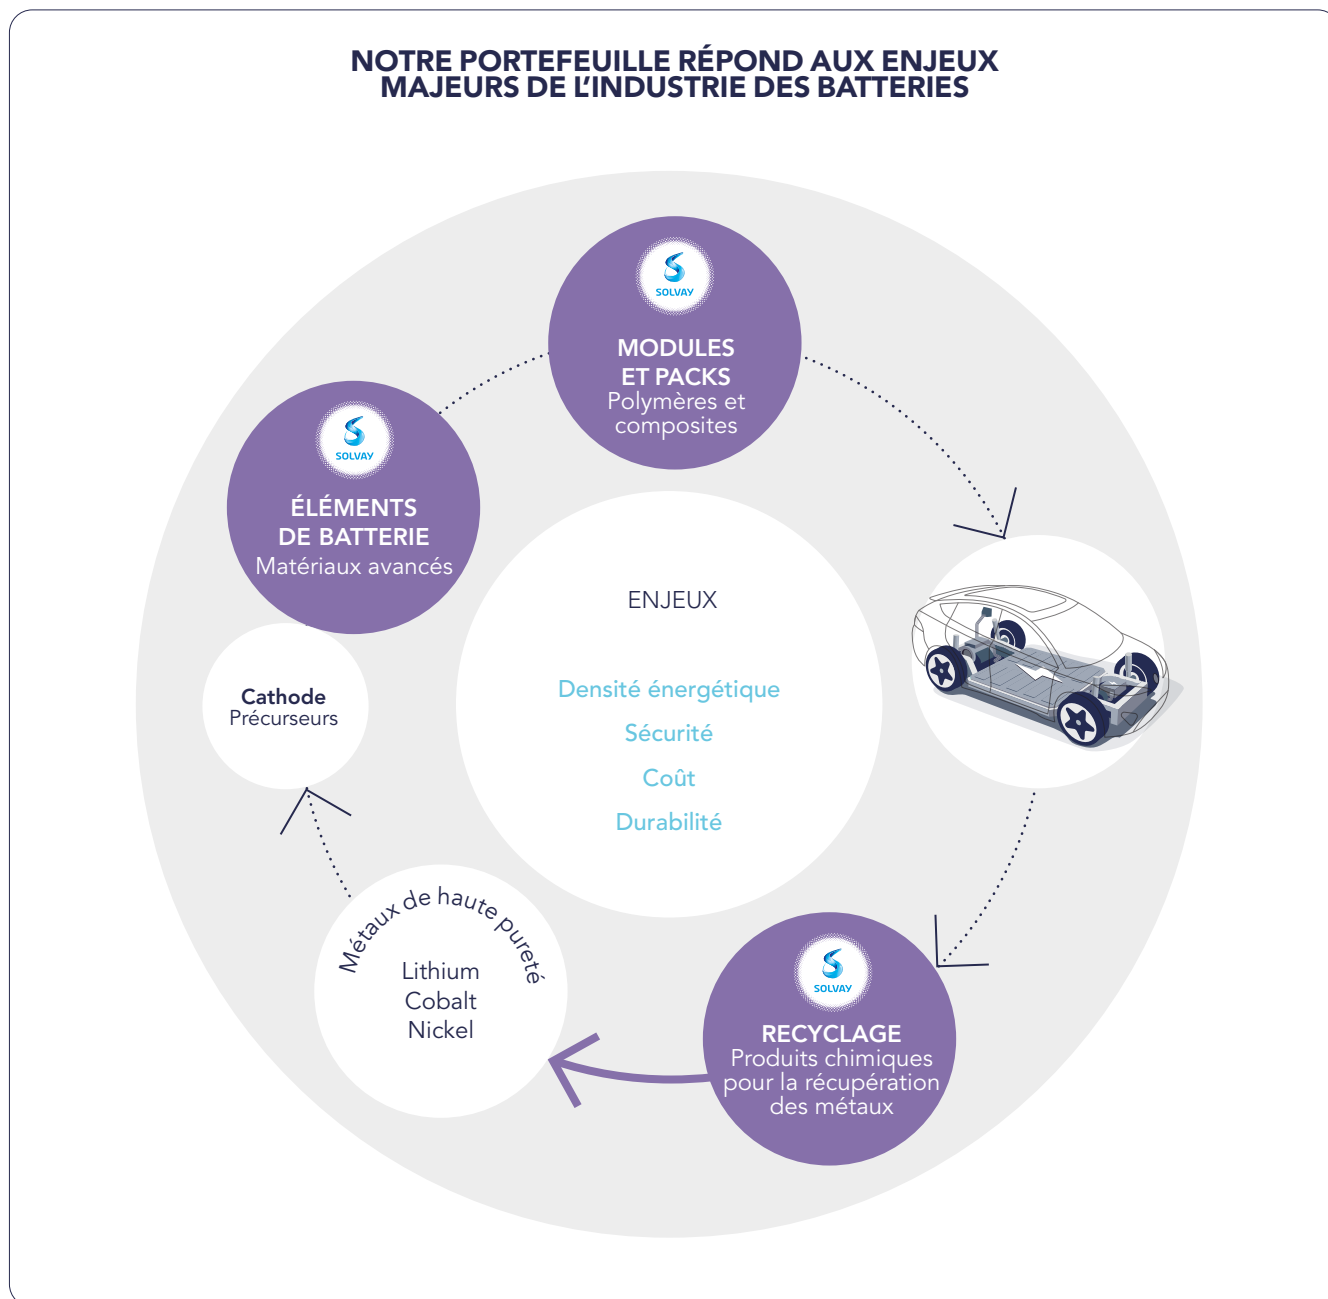 NOTRE PORTEFEUILLE RÉPOND AUX ENJEUX
MAJEURS DE L'INDUSTRIE DES BATTERIES
SOLVAY
MODULES
ET PACKS
Polymères et
composites
SOLVAY
ÉLÉMENTS
DE BATTERIE
Matériaux avancés
ENJEUX
Densité énergétique
Sécurité
Coût
Durabilité
Cathode
Précurseurs
Métaux de haute pureté
Lithium
Cobalt
Nickel
SOLVAY
RECYCLAGE
Produits chimiques
pour la récupération
des métaux